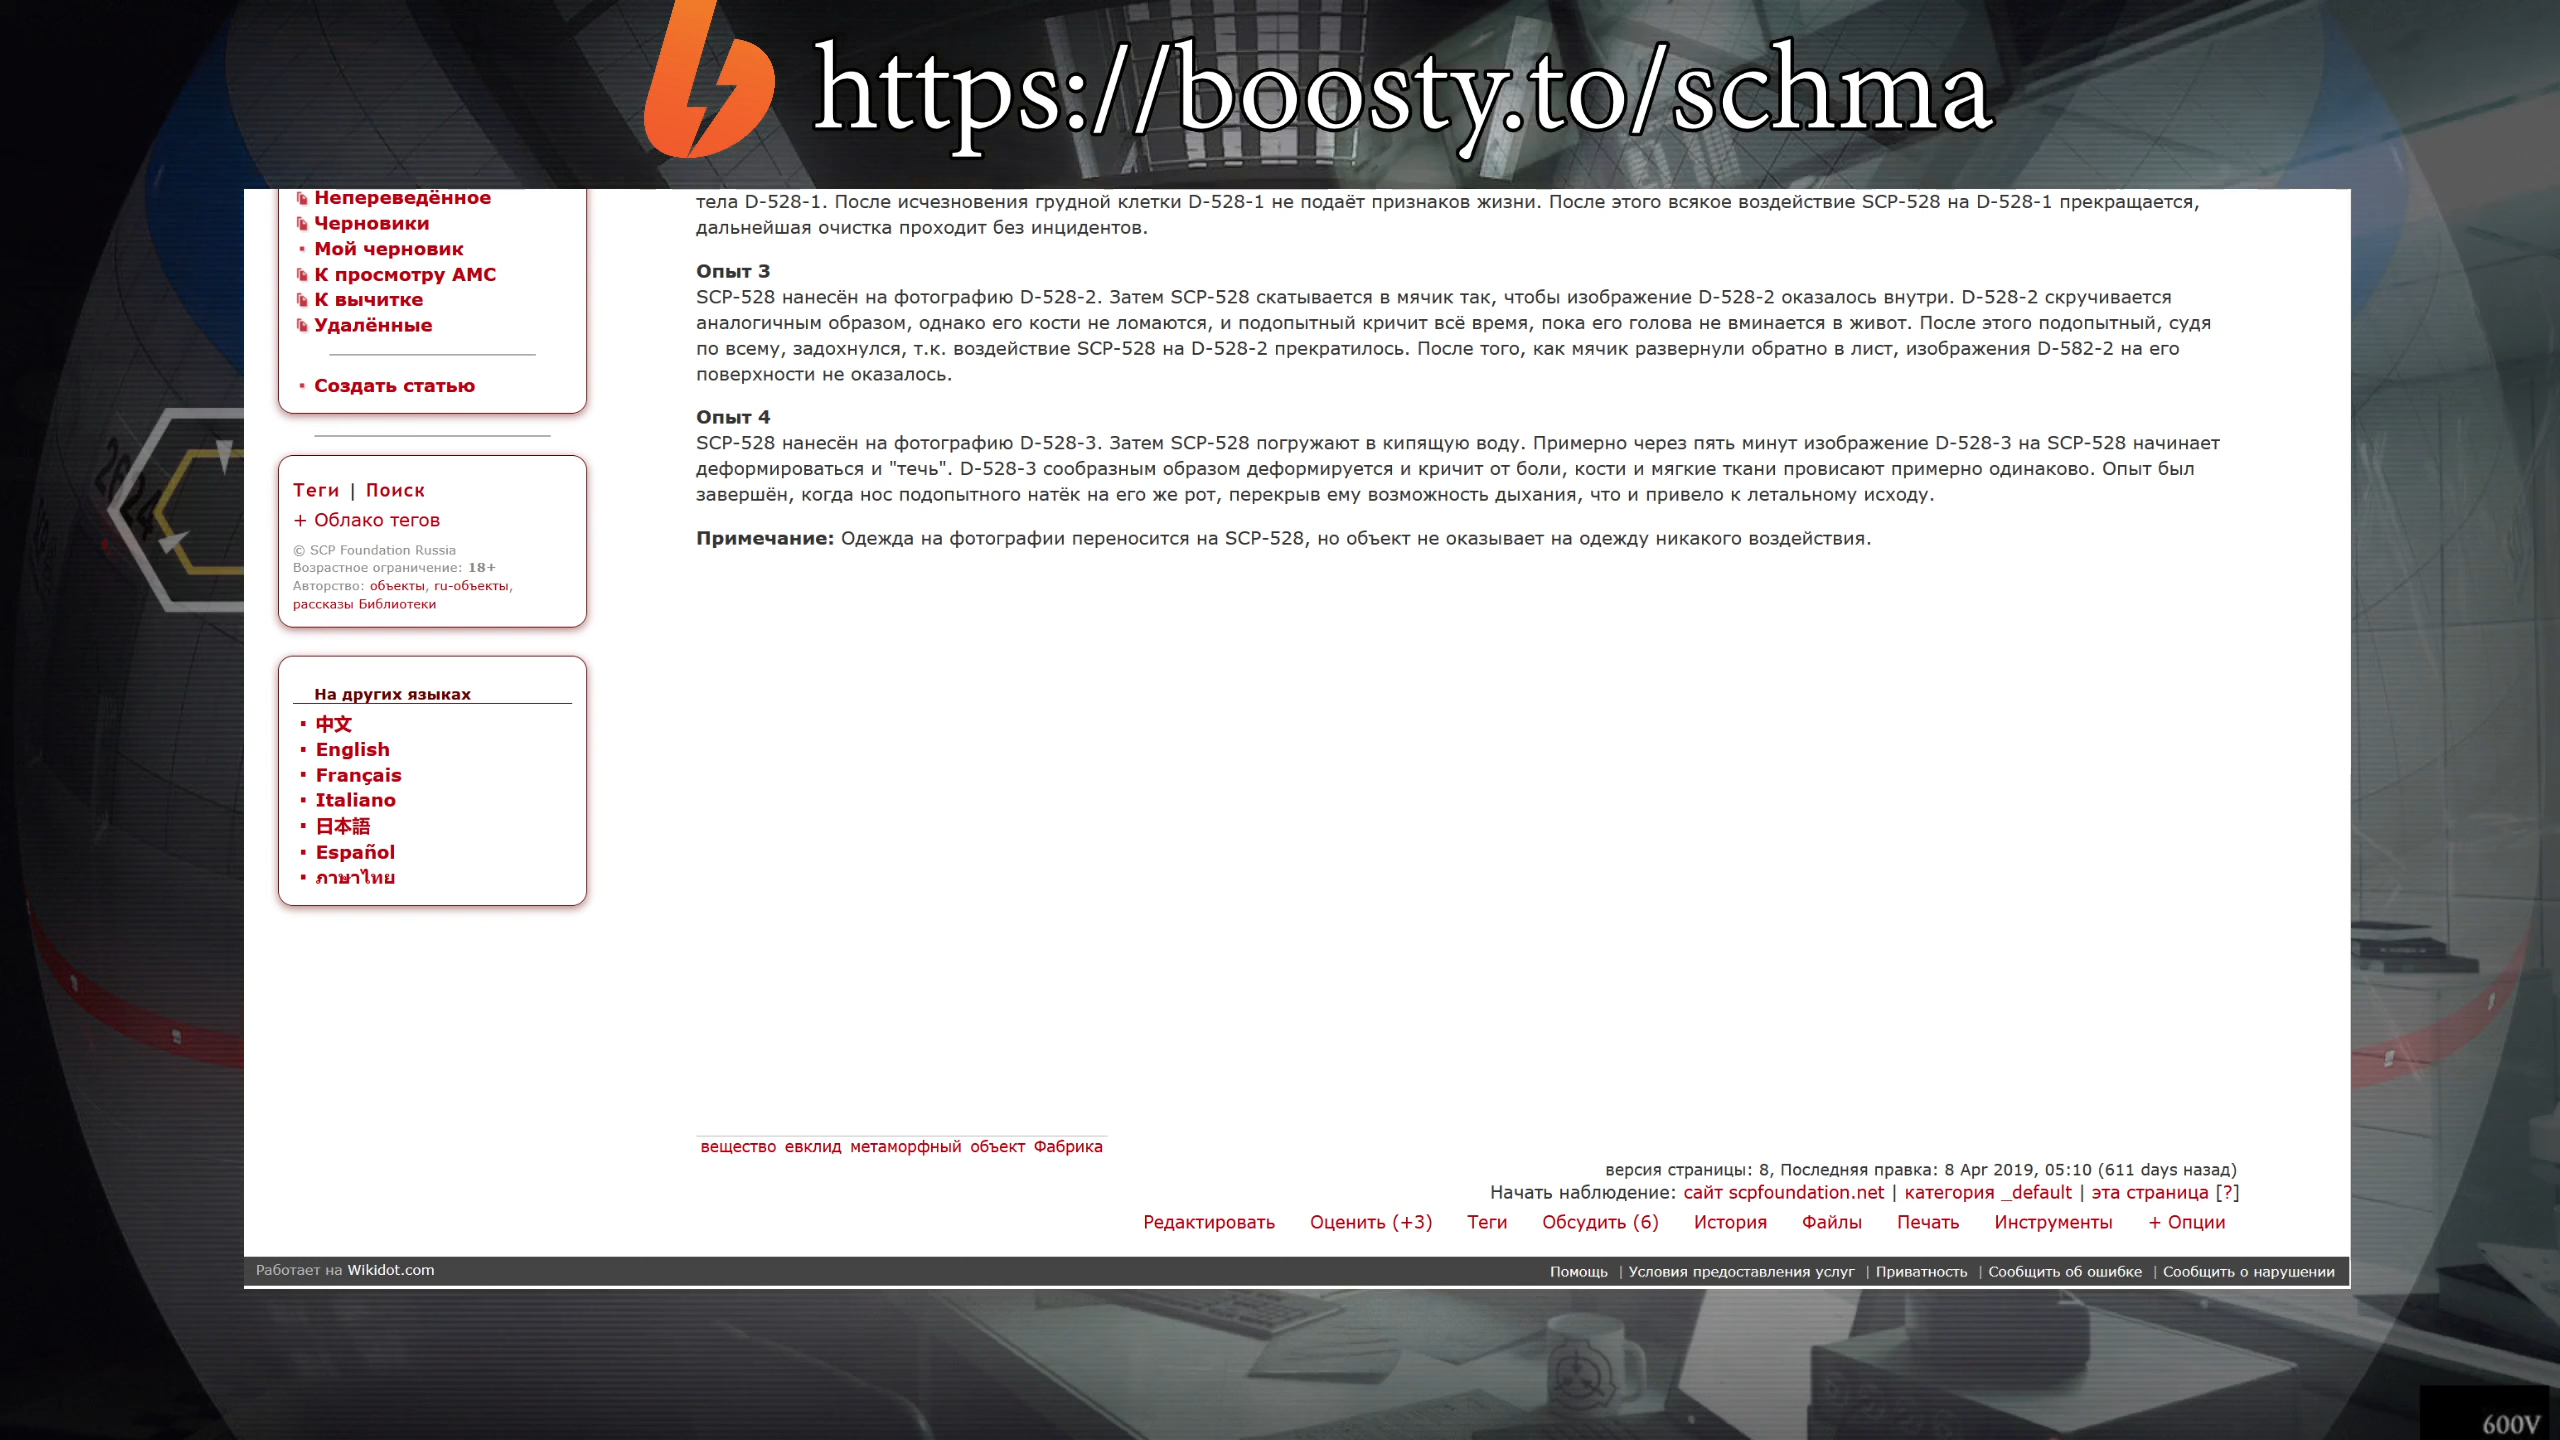 https://boosty.to/schma
Непереведённое
Черновики
Мой черновик
К просмотру АМС
К вычитке
Удалённые
Создать статью
Теги | Поиск
+ Облако тегов
© SCP Foundation Russia
Возрастное ограничение: 18+
Авторство: объекты, ru-объекты,
рассказы Библиотеки
На других языках
中文
English
Français
Italiano
日本語
Español
ภาษาไทย
тела D-528-1. После исчезновения грудной клетки D-528-1 не подаёт признаков жизни. После этого всякое воздействие SCP-528 на D-528-1 прекращается,
дальнейшая очистка проходит без инцидентов.
Опыт 3
SCP-528 нанесён на фотографию D-528-2. Затем SCP-528 скатывается в мячик так, чтобы изображение D-528-2 оказалось внутри. D-528-2 скручивается
аналогичным образом, однако его кости не ломаются, и подопытный кричит всё время, пока его голова не вминается в живот. После этого подопытный, судя
по всему, задохнулся, т.к. воздействие SCP-528 на D-528-2 прекратилось. После того, как мячик развернули обратно в лист, изображения D-582-2 на его
поверхности не оказалось.
Опыт 4
SCP-528 нанесён на фотографию D-528-3. Затем SCP-528 погружают в кипящую воду. Примерно через пять минут изображение D-528-3 на SCP-528 начинает
деформироваться и "течь". D-528-3 сообразным образом деформируется и кричит от боли, кости и мягкие ткани провисают примерно одинаково. Опыт был
завершён, когда нос подопытного натёк на его же рот, перекрыв ему возможность дыхания, что и привело к летальному исходу.
Примечание: Одежда на фотографии переносится на SCP-528, но объект не оказывает на одежду никакого воздействия.
вещество евклид метаморфный объект Фабрика
версия страницы: 8, Последняя правка: 8 Apr 2019, 05:10 (611 days назад)
Начать наблюдение: сайт scpfoundation.net | категория _default | эта страница [?]
Редактировать Оценить (+3) Теги Обсудить (6) История Файлы Печать Инструменты + Опции
Работает на Wikidot.com
Помощь | Условия предоставления услуг | Приватность | Сообщить об ошибке | Сообщить о нарушении
600V